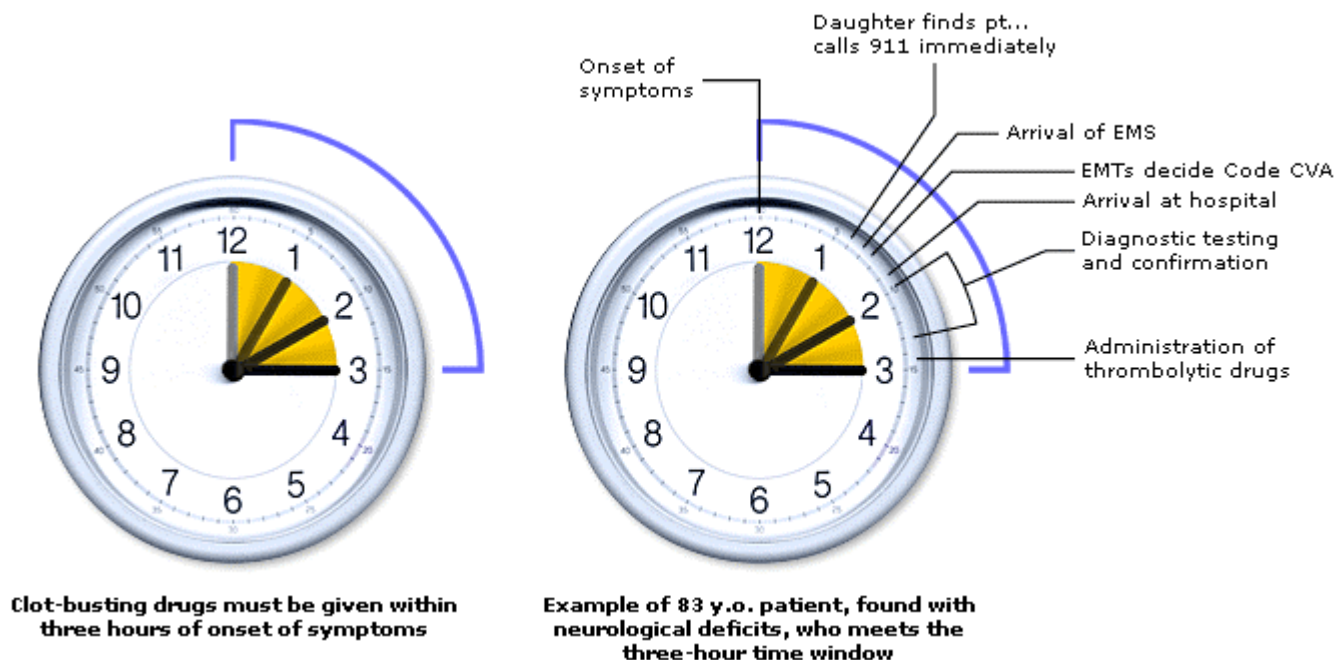 Daughter finds pt...
calls 911 immediately
Onset of
symptoms
Arrival of EMS
EMTs decide Code CVA
Arrival at hospital
Diagnostic testing
and confirmation
Administration of
thrombolytic drugs
12
1
2
3
4
5
6
7
8
9
10
11
12
1
2
3
4
5
6
7
8
9
10
11
Clot-busting drugs must be given within
three hours of onset of symptoms
Example of 83 y.o. patient, found with
neurological deficits, who meets the
three-hour time window